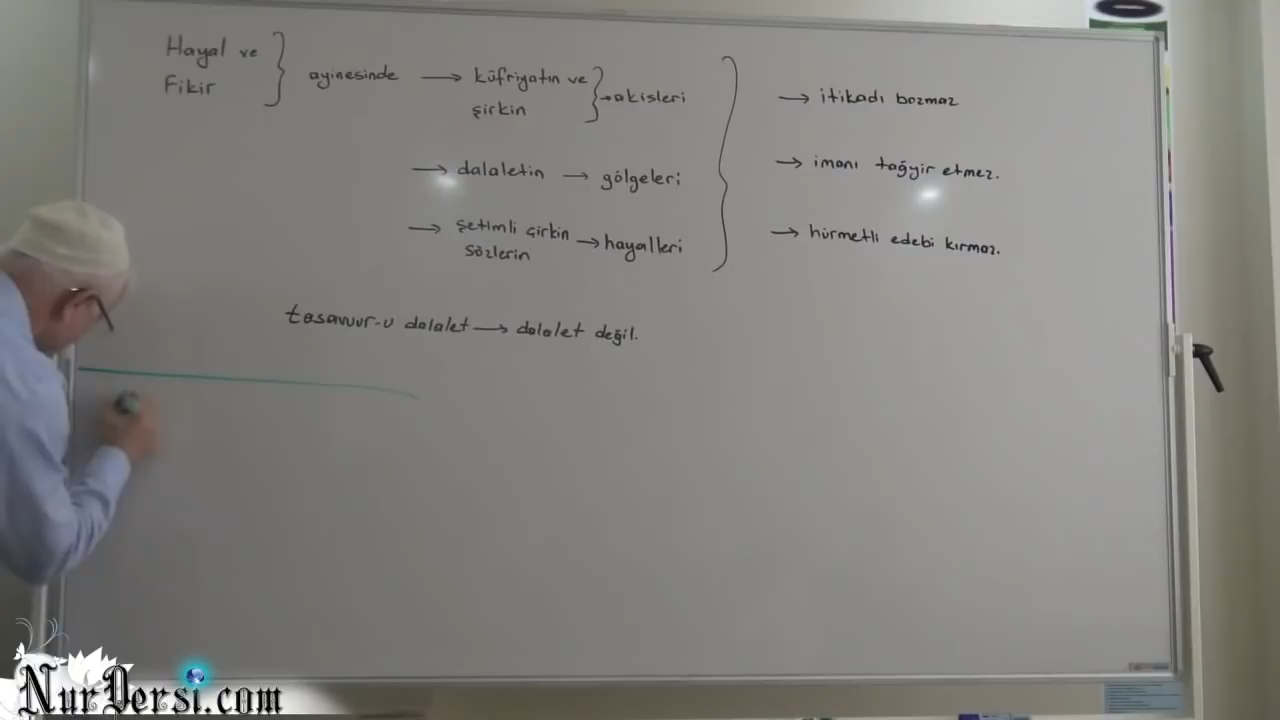 Hayal ve
Fikir
} ayinesinde → küfriyatın ve
şirkin
} → akisleri
→ dalaletin → gölgeleri
→ şetimli çirkin
sözlerin
→ hayalleri
→ itikadı bozmaz
→ imanı tağyir etmez.
→ hürmetli edebi kırmaz.
tasavvur-u dalalet → dalalet değil.
NurDersi.com